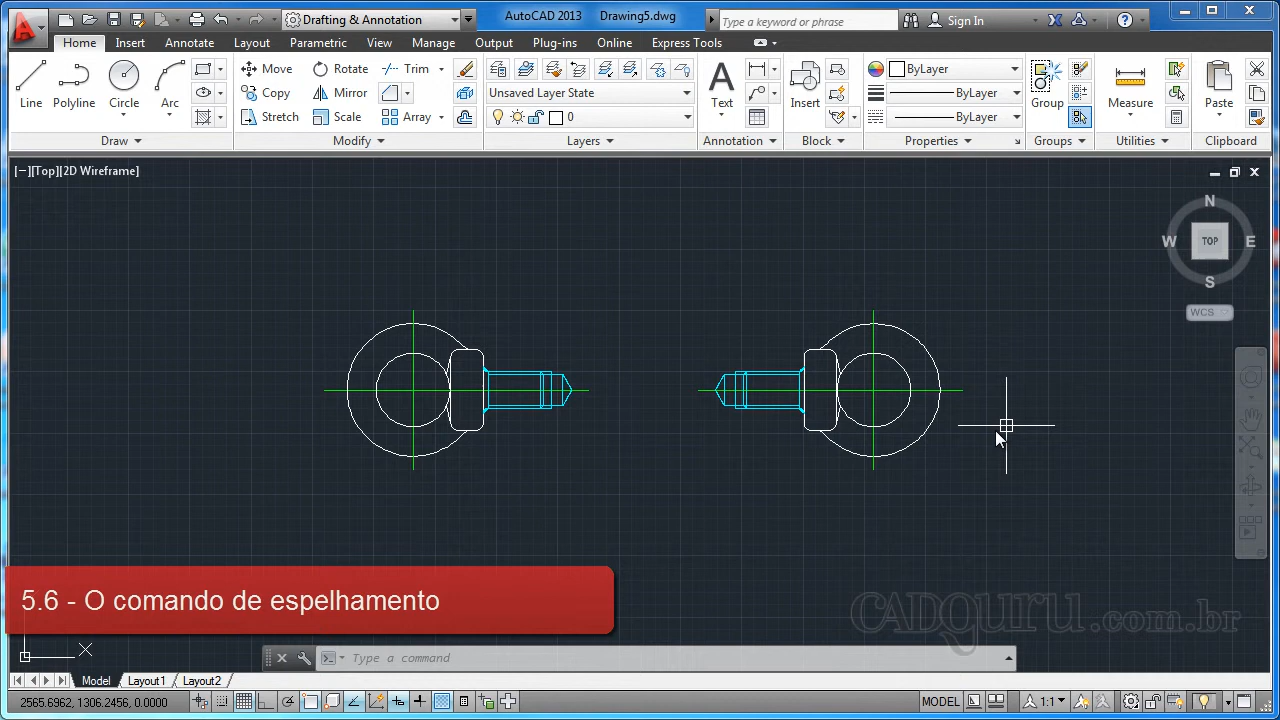 AutoCAD 2013 Drawing5.dwg
Drafting & Annotation
Type a keyword or phrase
Sign In
Home Insert Annotate Layout Parametric View Manage Output Plug-ins Online Express Tools
Line Polyline Circle Arc
Draw
Move Rotate Trim
Copy Mirror
Stretch Scale Array
Modify
Unsaved Layer State
0
Layers
Text
Annotation
Insert
Block
ByLayer
ByLayer
ByLayer
Properties
Group
Groups
Measure
Utilities
Paste
Clipboard
[−][Top][2D Wireframe]
N
W TOP E
S
WCS
5.6 - O comando de espelhamento
CADguru.com.br
X
Type a command
Model Layout1 Layout2
2565.6962, 1306.2456, 0.0000
MODEL
1:1